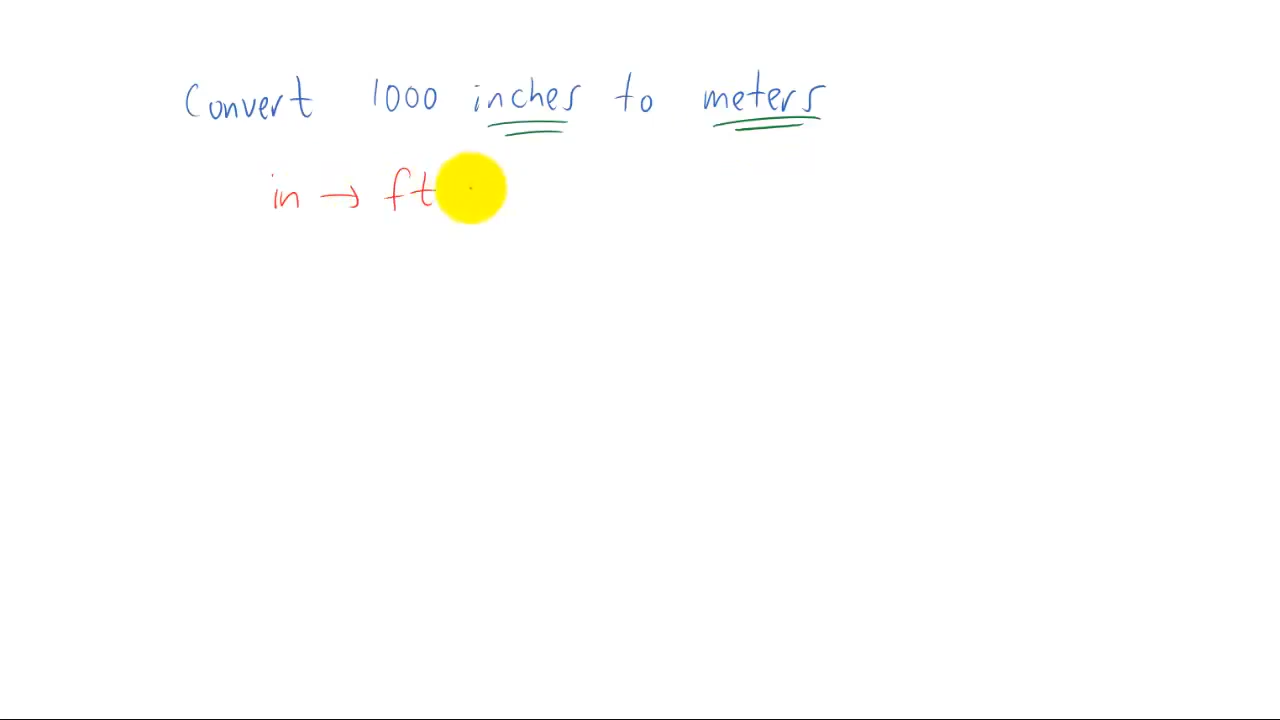 Convert 1000 inches to meters
in → ft